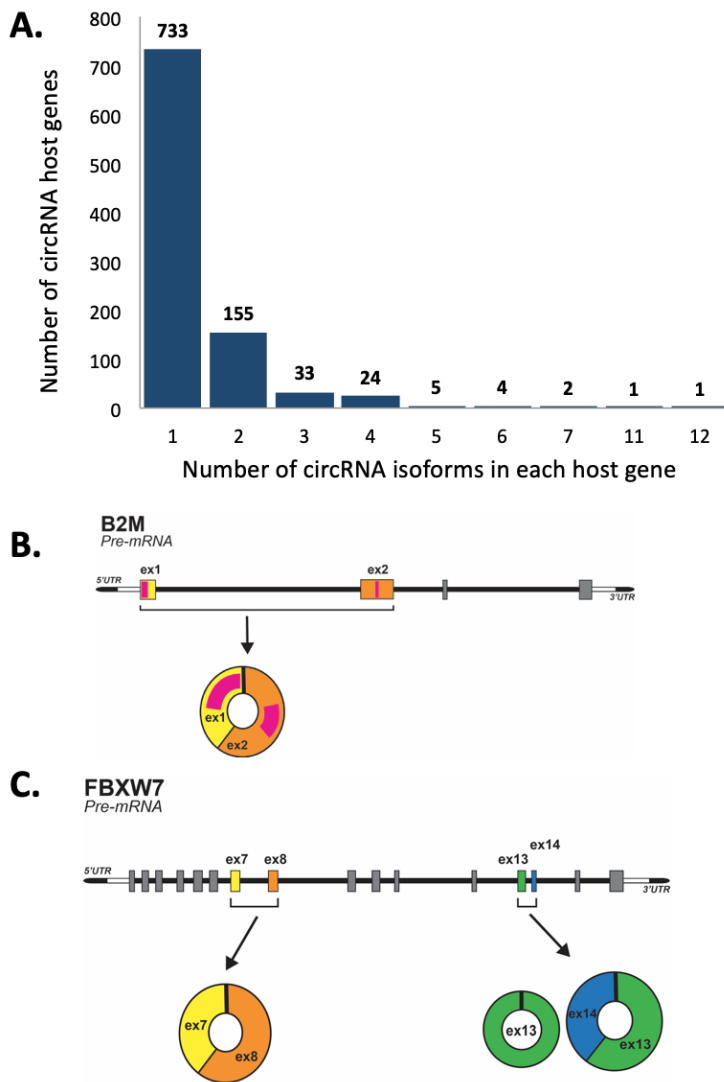 A.
Number of circRNA host genes
800
700
600
500
400
300
200
100
0
733
155
33
24
5
4
2
1
1
1 2 3 4 5 6 7 11 12
Number of circRNA isoforms in each host gene
B.
B2M
Pre-mRNA
ex1 ex2
5'UTR 3'UTR
ex1
ex2
C.
FBXW7
Pre-mRNA
ex7 ex8 ex13 ex14
5'UTR 3'UTR
ex7
ex8
ex13
ex14
ex13